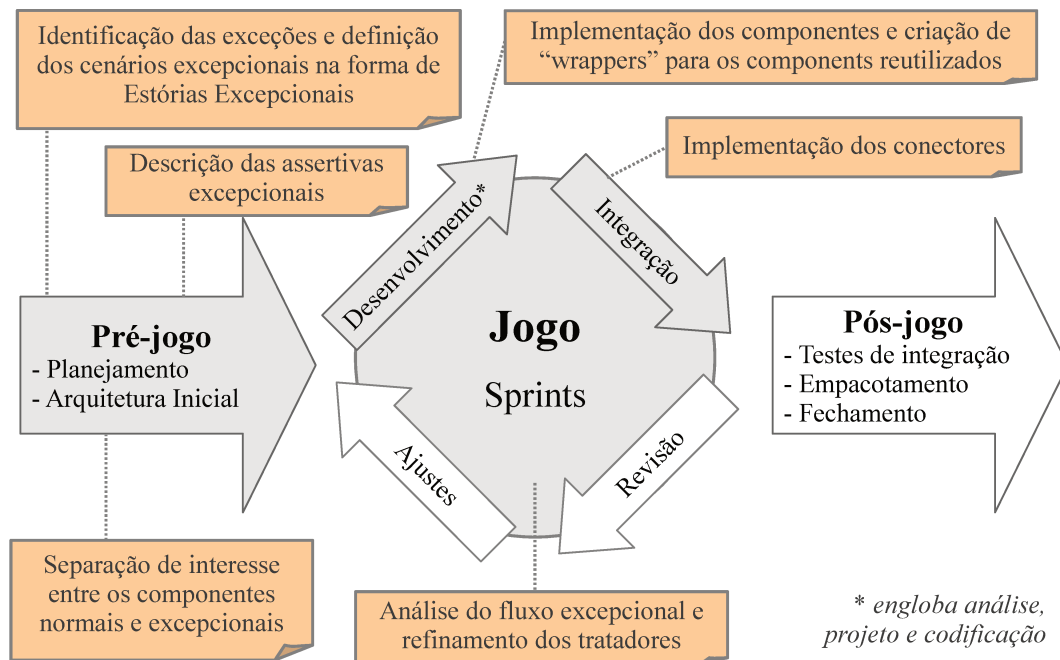 Identificação das exceções e definição
dos cenários excepcionais na forma de
Estórias Excepcionais
Implementação dos componentes e criação de
“wrappers” para os components reutilizados
Descrição das assertivas
excepcionais
Implementação dos conectores
Desenvolvimento*
Integração
Pré-jogo
- Planejamento
- Arquitetura Inicial
Jogo
Sprints
Pós-jogo
- Testes de integração
- Empacotamento
- Fechamento
Ajustes
Revisão
Separação de interesse
entre os componentes
normais e excepcionais
Análise do fluxo excepcional e
refinamento dos tratadores
* engloba análise,
projeto e codificação